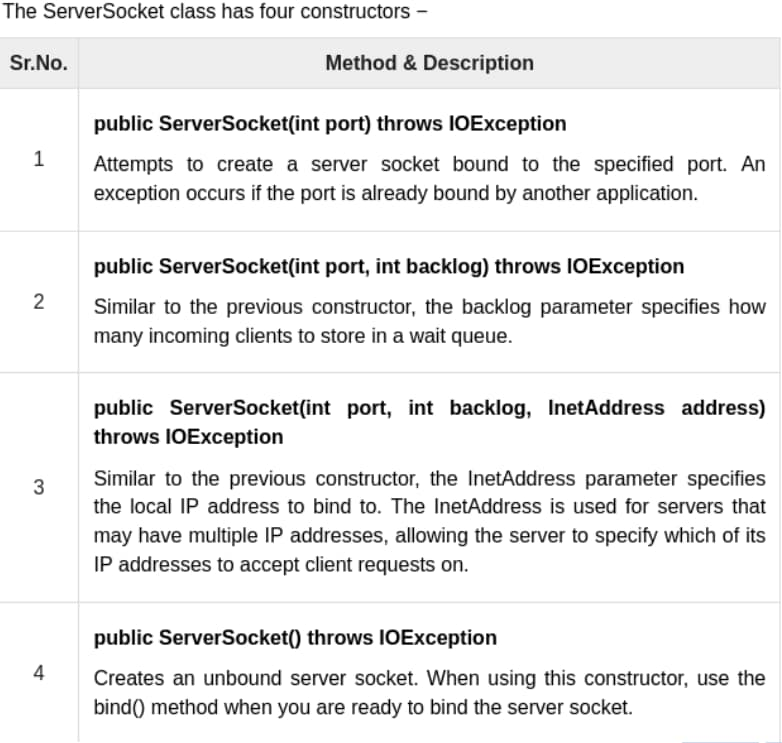 The ServerSocket class has four constructors −
Sr.No. Method & Description
public ServerSocket(int port) throws IOException
1
Attempts to create a server socket bound to the specified port. An
exception occurs if the port is already bound by another application.
public ServerSocket(int port, int backlog) throws IOException
2
Similar to the previous constructor, the backlog parameter specifies how
many incoming clients to store in a wait queue.
public ServerSocket(int port, int backlog, InetAddress address)
throws IOException
3
Similar to the previous constructor, the InetAddress parameter specifies
the local IP address to bind to. The InetAddress is used for servers that
may have multiple IP addresses, allowing the server to specify which of its
IP addresses to accept client requests on.
public ServerSocket() throws IOException
4
Creates an unbound server socket. When using this constructor, use the
bind() method when you are ready to bind the server socket.